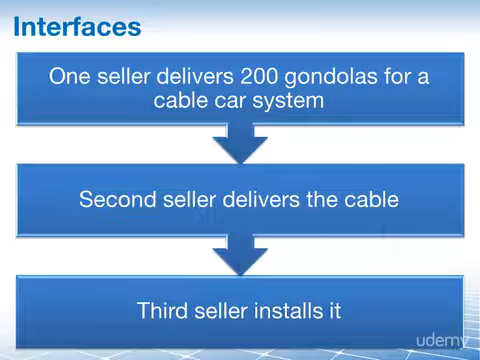 Interfaces
One seller delivers 200 gondolas for a
cable car system
Second seller delivers the cable
Third seller installs it
udemy